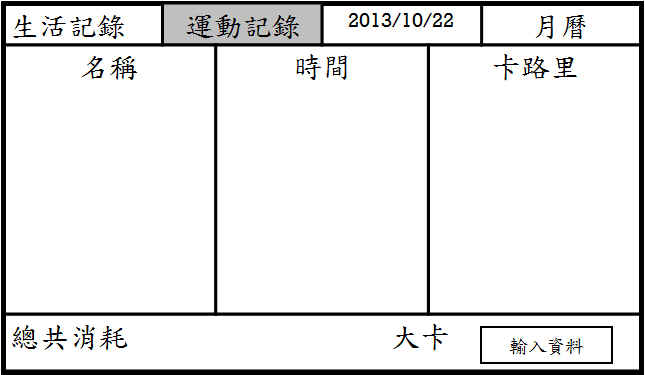 生活記錄 運動記錄 2013/10/22 月曆
名稱 時間 卡路里
總共消耗 大卡 輸入資料